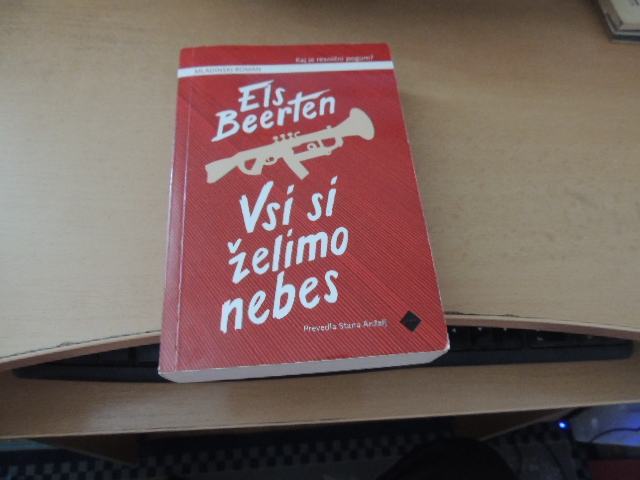 Kaj je resnični pogum?
MLADINSKI ROMAN
Els
Beerten
Vsi si
želimo
nebes
Prevedla Stana Anželj